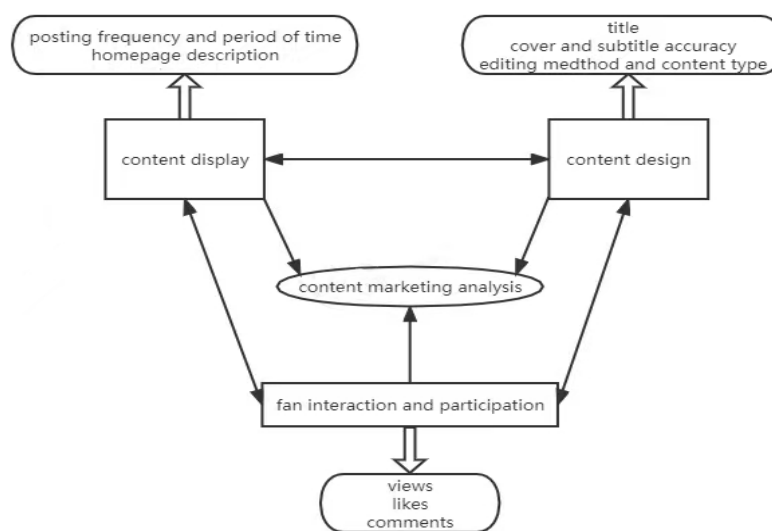 posting frequency and period of time
homepage description
title
cover and subtitle accuracy
editing medthod and content type
content display
content design
content marketing analysis
fan interaction and participation
views
likes
comments